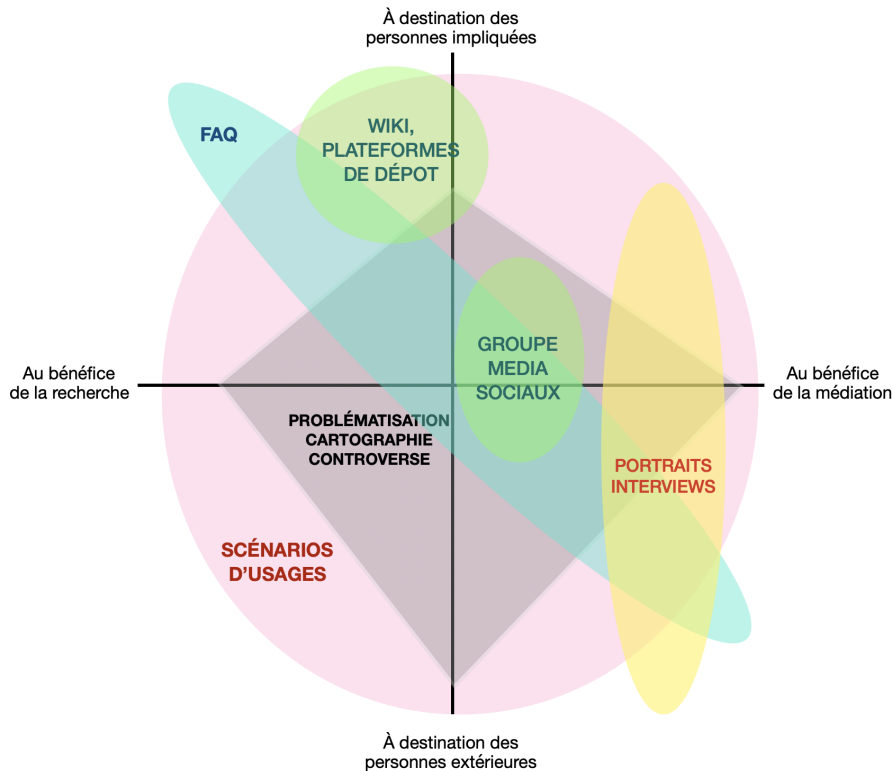 À destination des
personnes impliquées
FAQ
WIKI,
PLATEFORMES
DE DÉPOT
GROUPE
MEDIA
SOCIAUX
Au bénéfice
de la recherche
Au bénéfice
de la médiation
PROBLÉMATISATION
CARTOGRAPHIE
CONTROVERSE
PORTRAITS
INTERVIEWS
SCÉNARIOS
D’USAGES
À destination des
personnes extérieures